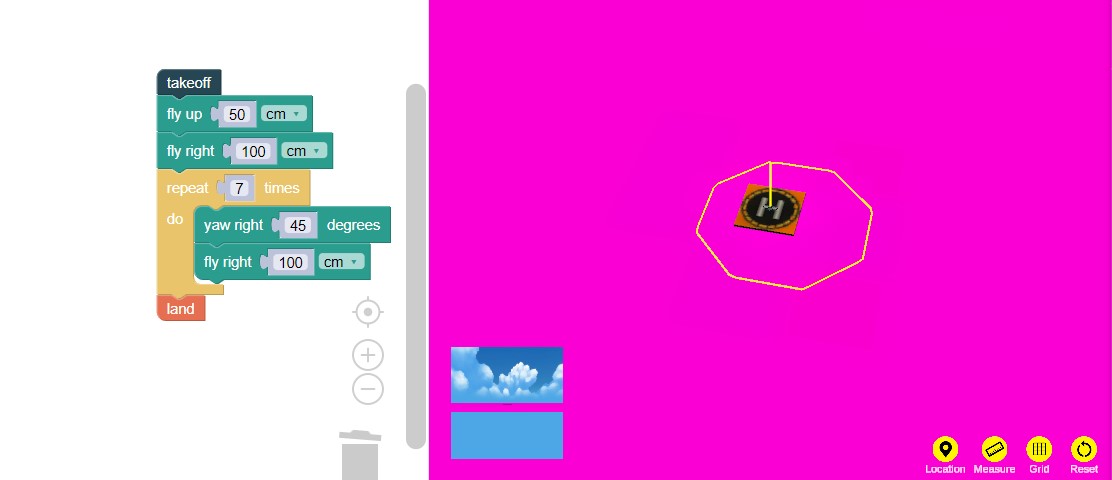 takeoff
fly up 50 cm
fly right 100 cm
repeat 7 times
do
yaw right 45 degrees
fly right 100 cm
land
H
Location Measure Grid Reset